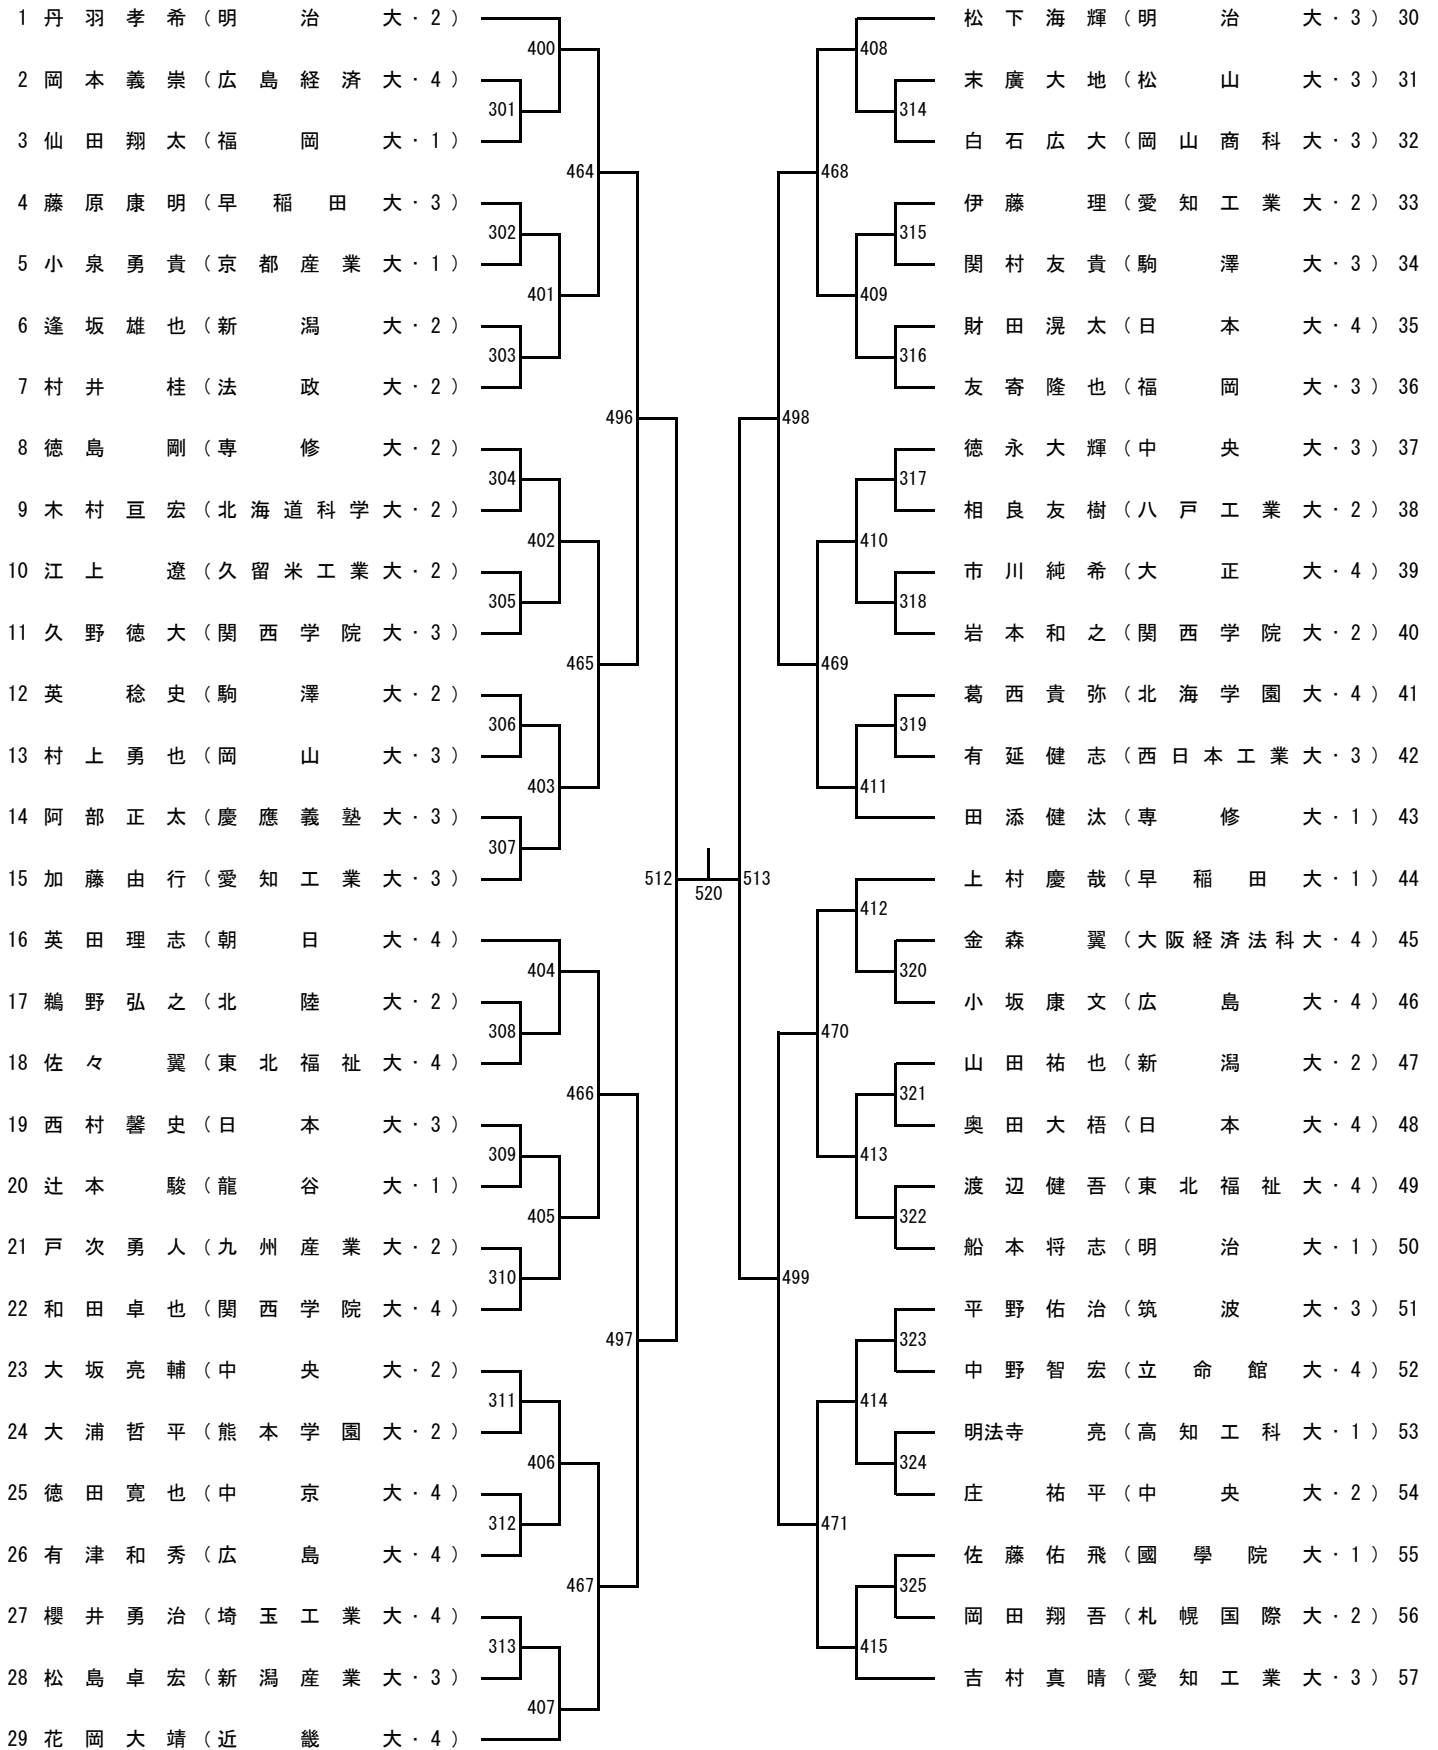 1 丹羽孝希（明治大・2）
400
2 岡本義崇（広島経済大・4）
301
3 仙田翔太（福岡大・1）
464
4 藤原康明（早稲田大・3）
302
5 小泉勇貴（京都産業大・1）
401
6 逢坂雄也（新潟大・2）
303
7 村井桂（法政大・2）
496
8 徳島剛（専修大・2）
304
9 木村亘宏（北海道科学大・2）
402
10 江上遼（久留米工業大・2）
305
11 久野徳大（関西学院大・3）
465
12 英稔史（駒澤大・2）
306
13 村上勇也（岡山大・3）
403
14 阿部正太（慶應義塾大・3）
307
15 加藤由行（愛知工業大・3）
512
520
513
16 英田理志（朝日大・4）
404
17 鵜野弘之（北陸大・2）
308
18 佐々翼（東北福祉大・4）
466
19 西村馨史（日本大・3）
309
20 辻本駿（龍谷大・1）
405
21 戸次勇人（九州産業大・2）
310
22 和田卓也（関西学院大・4）
497
23 大坂亮輔（中央大・2）
311
24 大浦哲平（熊本学園大・2）
406
25 徳田寛也（中京大・4）
312
26 有津和秀（広島大・4）
467
27 櫻井勇治（埼玉工業大・4）
313
28 松島卓宏（新潟産業大・3）
407
29 花岡大靖（近畿大・4）
松下海輝（明治大・3）30
408
末廣大地（松山大・3）31
314
白石広大（岡山商科大・3）32
468
伊藤理（愛知工業大・2）33
315
関村友貴（駒澤大・3）34
409
財田滉太（日本大・4）35
316
友寄隆也（福岡大・3）36
498
徳永大輝（中央大・3）37
317
相良友樹（八戸工業大・2）38
410
市川純希（大正大・4）39
318
岩本和之（関西学院大・2）40
469
葛西貴弥（北海学園大・4）41
319
有延健志（西日本工業大・3）42
411
田添健汰（専修大・1）43
上村慶哉（早稲田大・1）44
412
金森翼（大阪経済法科大・4）45
320
小坂康文（広島大・4）46
470
山田祐也（新潟大・2）47
321
奥田大梧（日本大・4）48
413
渡辺健吾（東北福祉大・4）49
322
船本将志（明治大・1）50
499
平野佑治（筑波大・3）51
323
中野智宏（立命館大・4）52
414
明法寺亮（高知工科大・1）53
324
庄祐平（中央大・2）54
471
佐藤佑飛（國學院大・1）55
325
岡田翔吾（札幌国際大・2）56
415
吉村真晴（愛知工業大・3）57